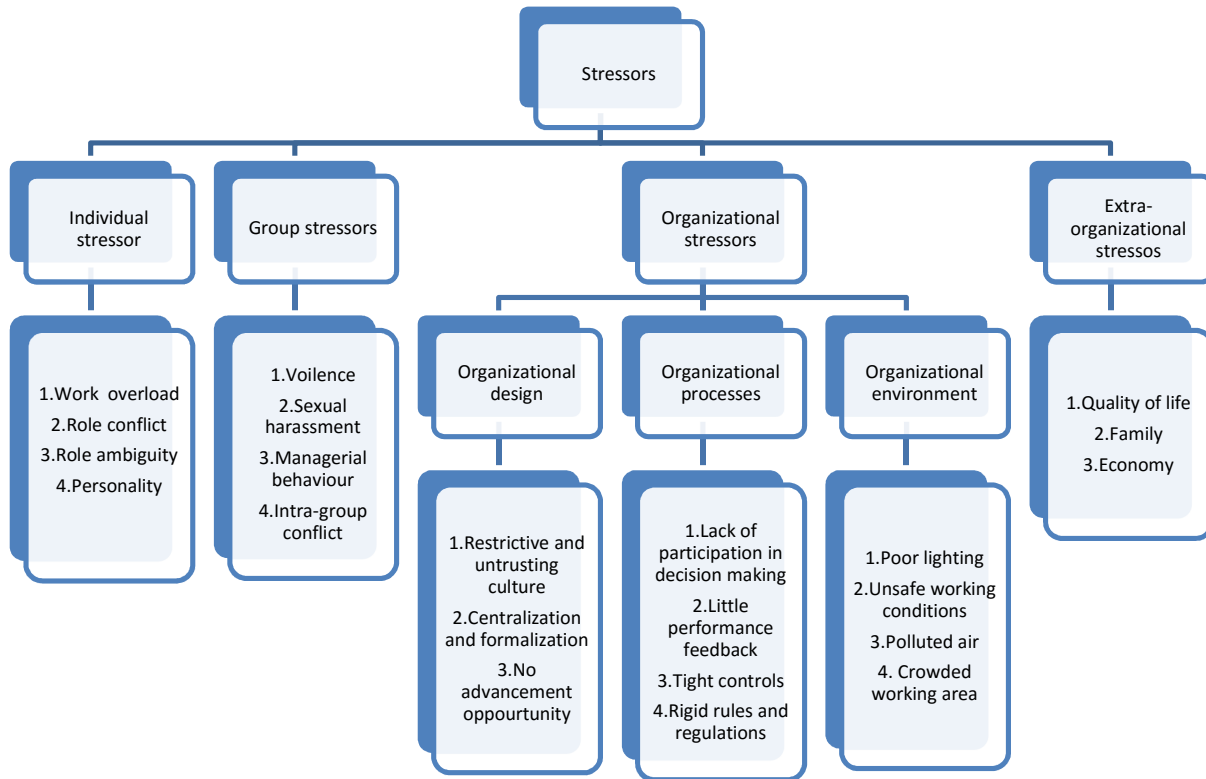 Stressors
Individual
stressor
Group stressors
Organizational
stressors
Extra-
organizational
stressos
1.Work overload
2.Role conflict
3.Role ambiguity
4.Personality
1.Voilence
2.Sexual
harassment
3.Managerial
behaviour
4.Intra-group
conflict
Organizational
design
Organizational
processes
Organizational
environment
1.Quality of life
2.Family
3.Economy
1.Restrictive and
untrusting
culture
2.Centralization
and formalization
3.No
advancement
oppourtunity
1.Lack of
participation in
decision making
2.Little
performance
feedback
3.Tight controls
4.Rigid rules and
regulations
1.Poor lighting
2.Unsafe working
conditions
3.Polluted air
4. Crowded
working area